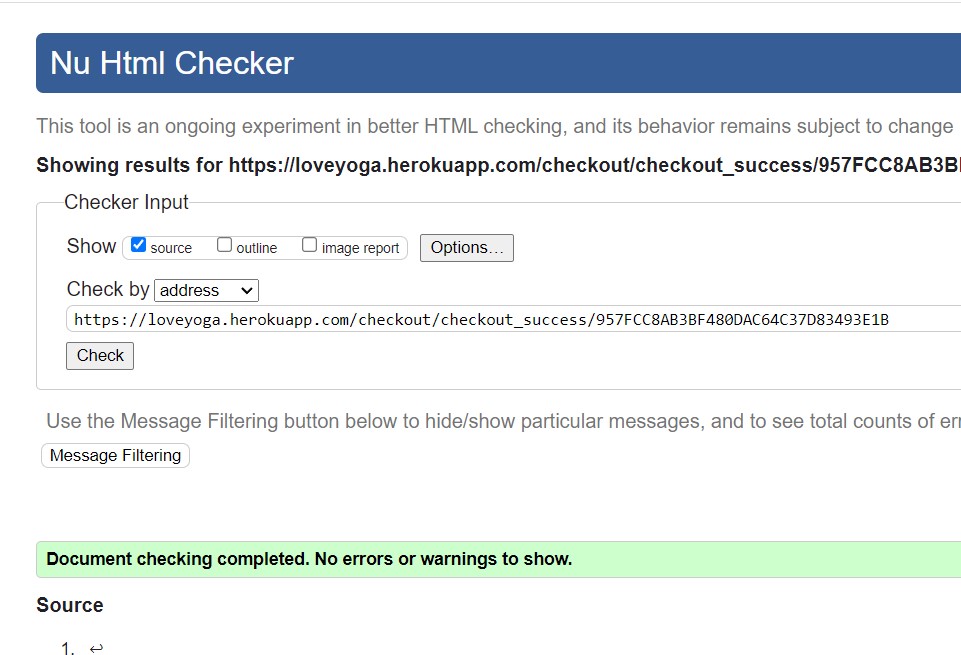 Nu Html Checker
This tool is an ongoing experiment in better HTML checking, and its behavior remains subject to change
Showing results for https://loveyoga.herokuapp.com/checkout/checkout_success/957FCC8AB3B
Checker Input
Show source outline image report Options...
Check by address
https://loveyoga.herokuapp.com/checkout/checkout_success/957FCC8AB3BF480DAC64C37D83493E1B
Check
Use the Message Filtering button below to hide/show particular messages, and to see total counts of
Message Filtering
Document checking completed. No errors or warnings to show.
Source
1. ↩